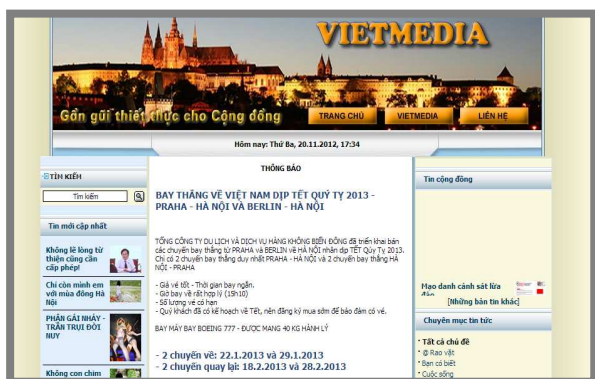 VIETMEDIA
Gần gũi thiết thực cho Cộng đồng
TRANG CHỦ
VIETMEDIA
LIÊN HỆ
Hôm nay: Thứ Ba, 20.11.2012, 17:34
TÌN KIẾH
Tìm kiếm
Tin mới cập nhất
Không lẽ lòng từ
thiện cũng cần
cấp phép!
Chỉ còn mình em
với mùa đông Hà
Nội
PHẬN GÁI NHẢY -
TRẦN TRỤI ĐỜI
NUY
Không con chim
THÔNG BÁO
BAY THẲNG VỀ VIỆT NAM DỊP TẾT QUÝ TỴ 2013 -
PRAHA - HÀ NỘI VÀ BERLIN - HÀ NỘI
TỔNG CÔNG TY DU LỊCH VÀ DỊCH VỤ HÀNG KHÔNG BIỂN ĐÔNG đã triển khai bán
các chuyến bay thẳng từ PRAHA và BERLIN về HÀ NỘI nhân dịp TẾT Qúy Tỵ 2013.
Chỉ có 2 chuyến bay thẳng duy nhất PRAHA - HÀ NỘI và 2 chuyến bay thẳng HÀ
NỘI - PRAHA
- Giá vé tốt - Thời gian bay ngắn.
- Giờ bay về rất hợp lý (15h10)
- Số lượng vé có hạn
- Quý khách đã có kế hoạch về Tết, nên đăng ký mua sớm để bảo đảm có vé.
BAY MÁY BAY BOEING 777 - ĐƯỢC MANG 40 KG HÀNH LÝ
- 2 chuyến về: 22.1.2013 và 29.1.2013
- 2 chuyến quay lại: 18.2.2013 và 28.2.2013
Tin cộng đồng
Mạo danh cảnh sát lừa
[Những bản tin khác]
Chuyên mục tin tức
Tất cả chủ đề
@ Rao vặt
Bạn có biết
Cuộc sống